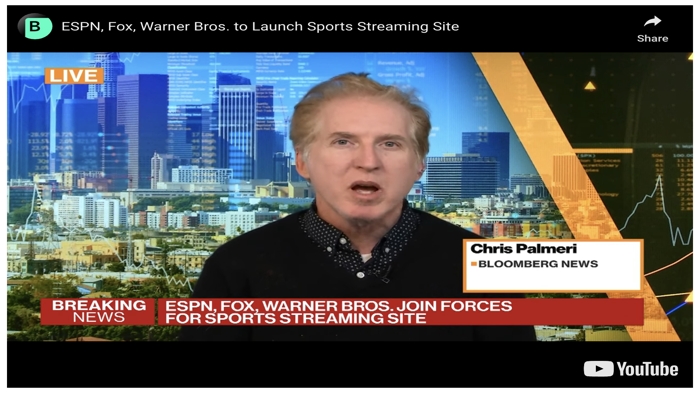 B
ESPN, Fox, Warner Bros. to Launch Sports Streaming Site
Share
LIVE
Chris Palmeri
BLOOMBERG NEWS
BREAKING
NEWS
ESPN, FOX, WARNER BROS. JOIN FORCES
FOR SPORTS STREAMING SITE
YouTube